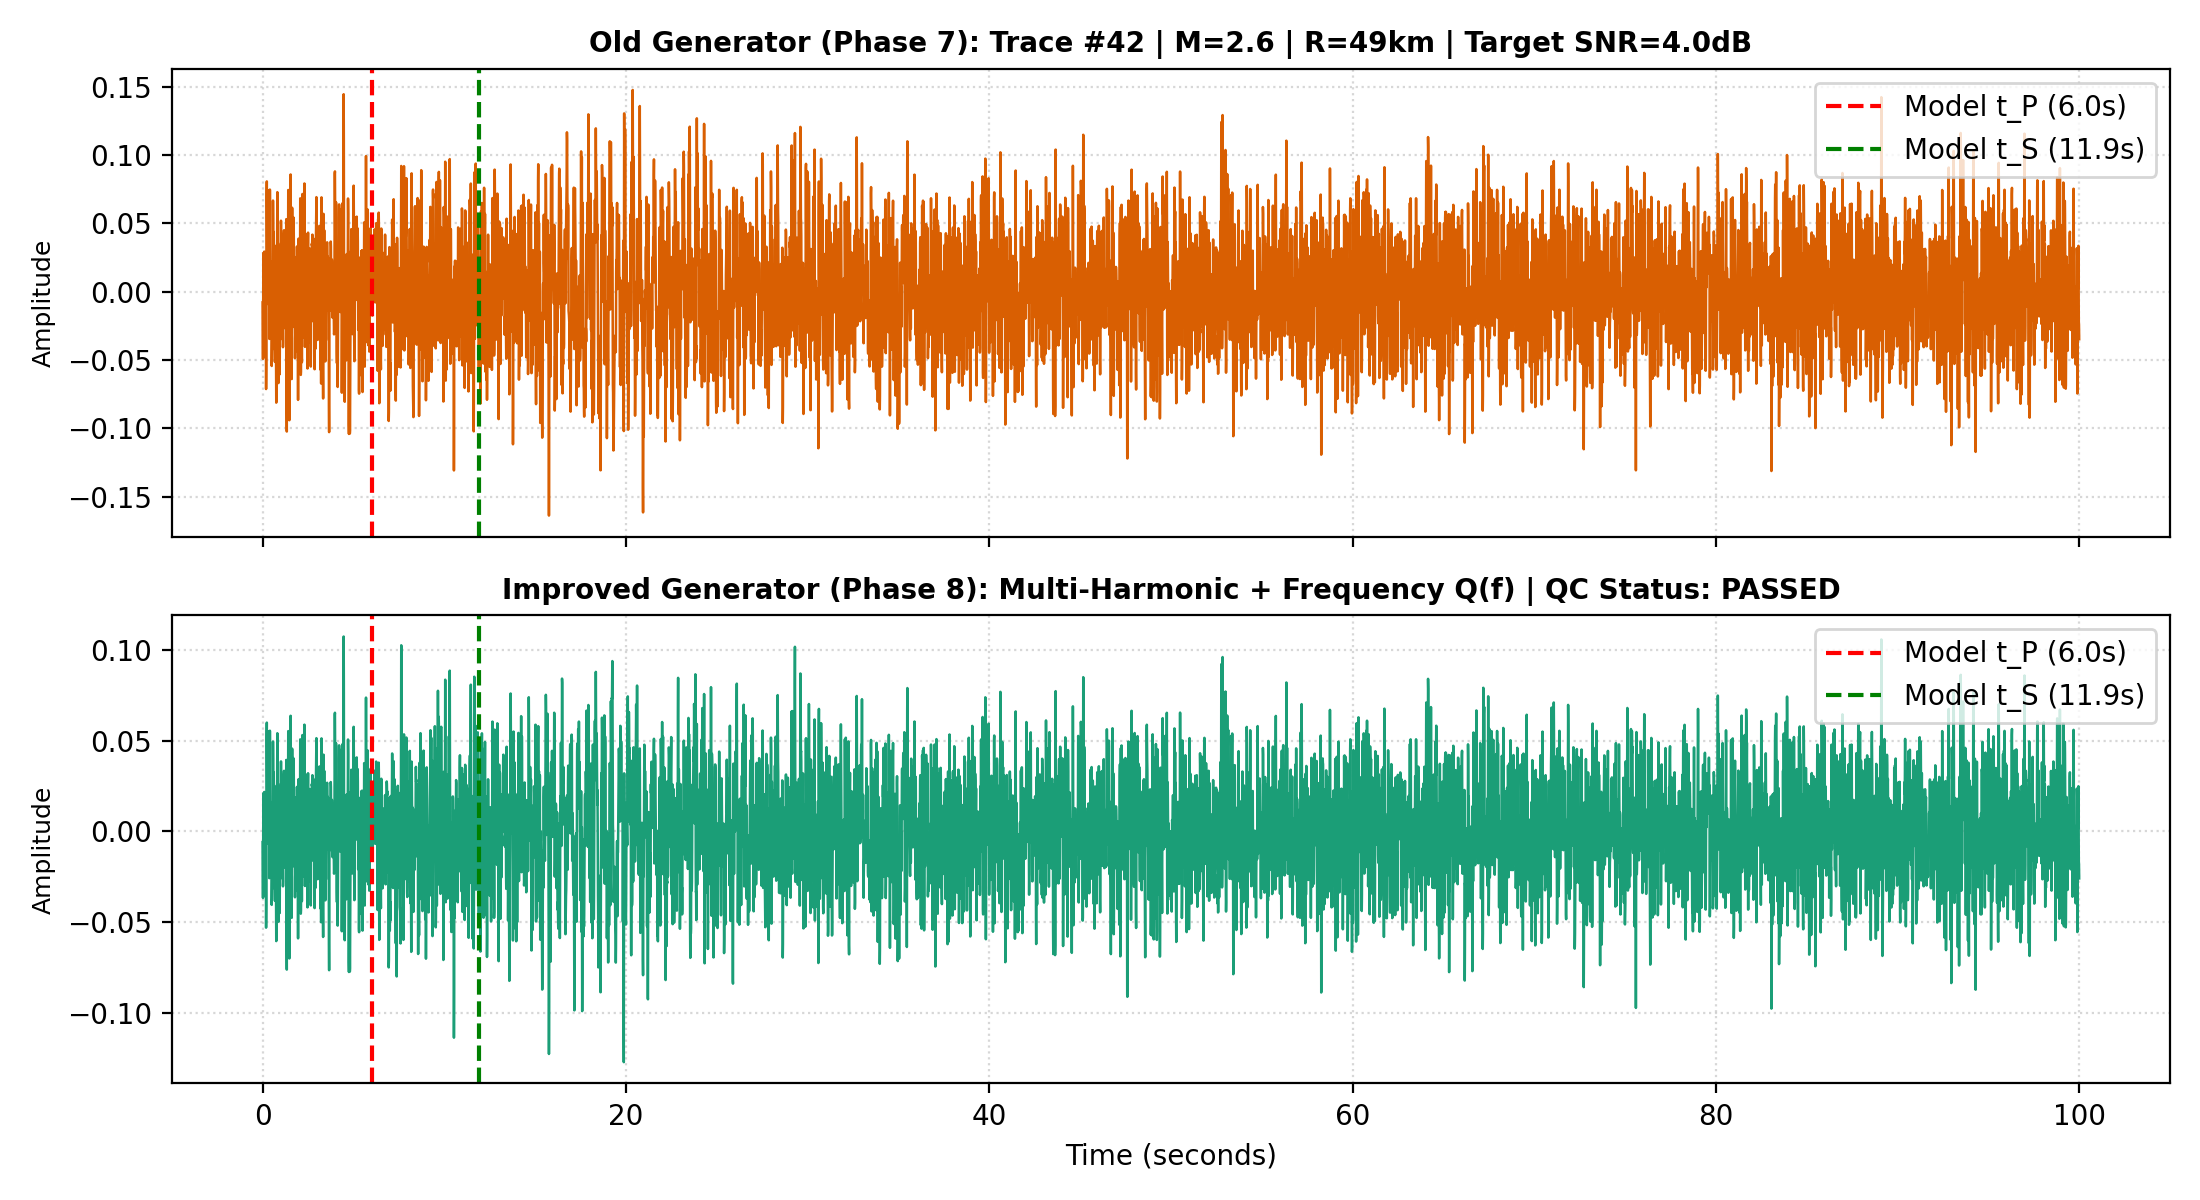 Old Generator (Phase 7): Trace #42 | M=2.6 | R=49km | Target SNR=4.0dB
Amplitude
0.15
0.10
0.05
0.00
−0.05
−0.10
−0.15
Model t_P (6.0s)
Model t_S (11.9s)
Improved Generator (Phase 8): Multi-Harmonic + Frequency Q(f) | QC Status: PASSED
Amplitude
0.10
0.05
0.00
−0.05
−0.10
Model t_P (6.0s)
Model t_S (11.9s)
0 20 40 60 80 100
Time (seconds)